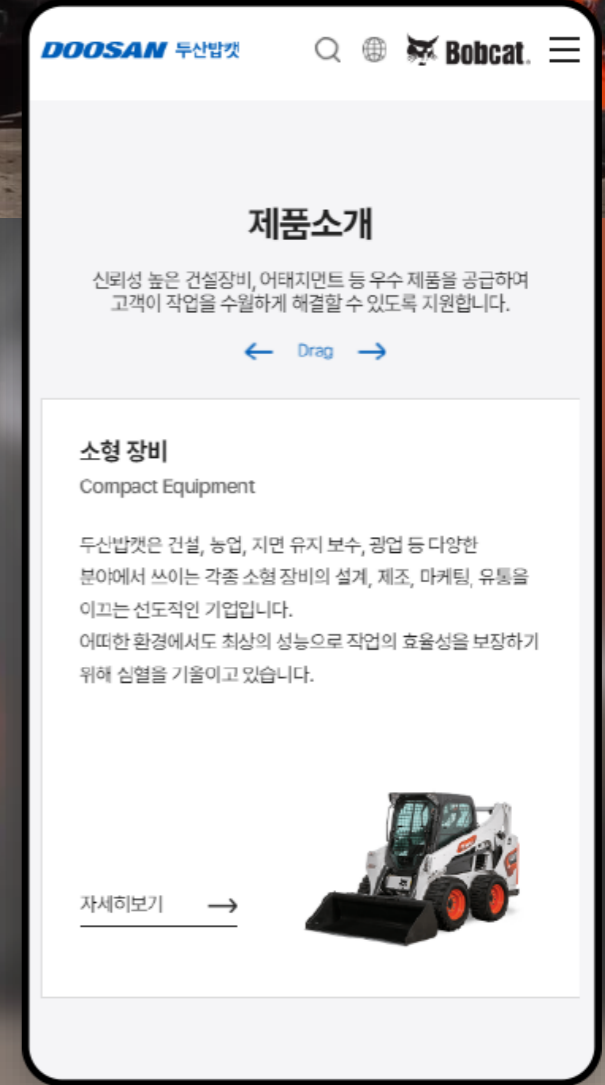 DOOSAN 두산밥캣 Bobcat.
제품소개
신뢰성 높은 건설장비, 어태치먼트 등 우수 제품을 공급하여
고객이 작업을 수월하게 해결할 수 있도록 지원합니다.
← Drag →
소형 장비
Compact Equipment
두산밥캣은 건설, 농업, 지면 유지 보수, 광업 등 다양한
분야에서 쓰이는 각종 소형 장비의 설계, 제조, 마케팅, 유통을
이끄는 선도적인 기업입니다.
어떠한 환경에서도 최상의 성능으로 작업의 효율성을 보장하기
위해 심혈을 기울이고 있습니다.
자세히보기 →